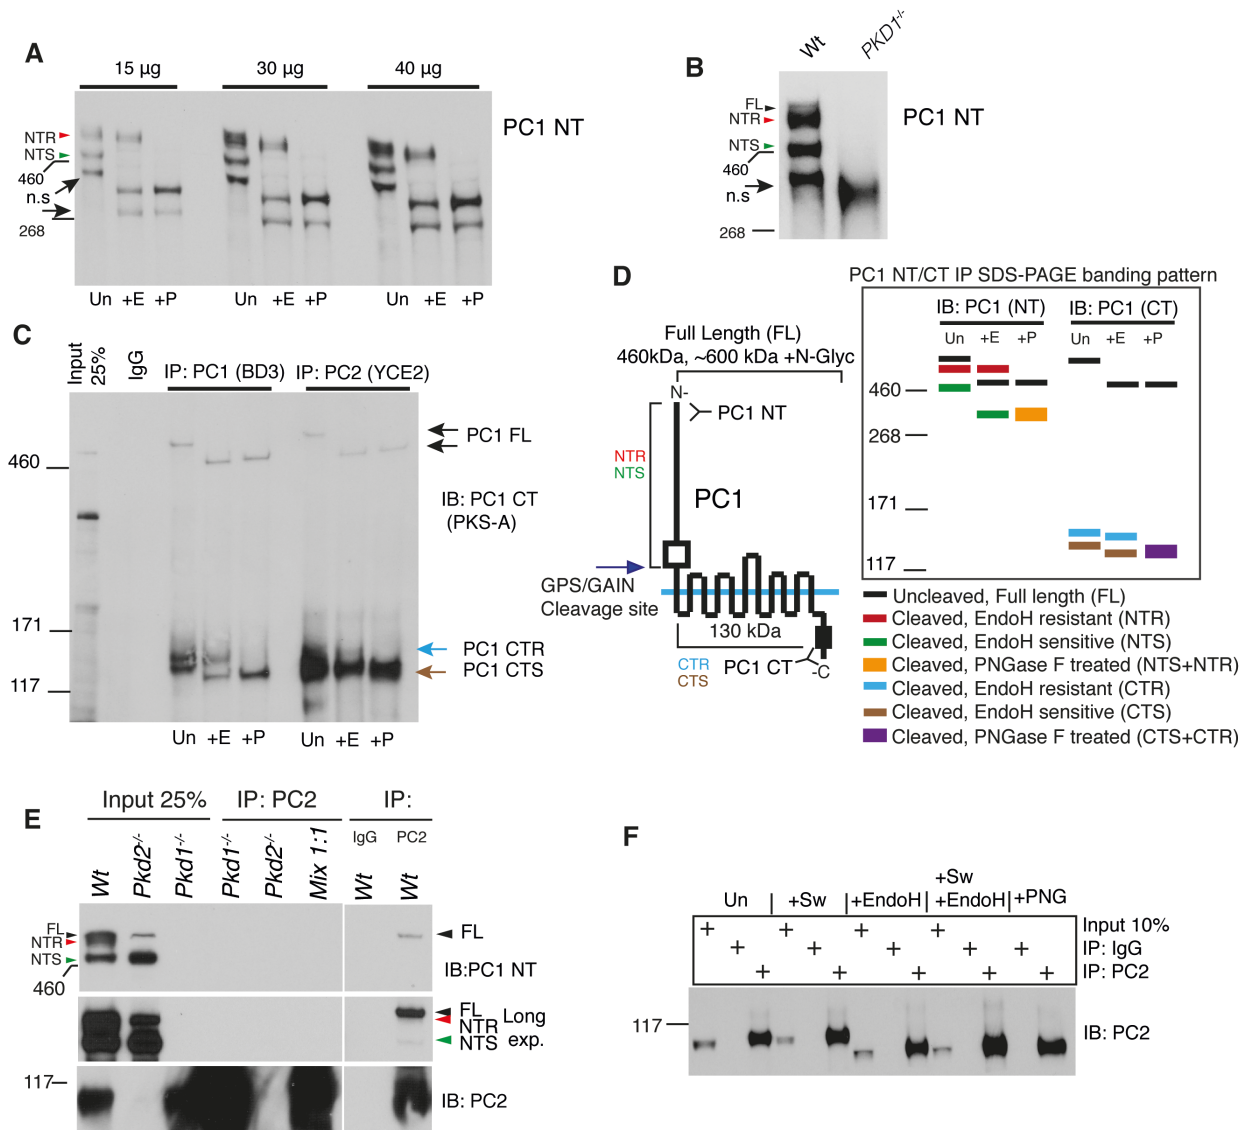 A
15 µg
30 µg
40 µg
NTR
NTS
460
n.s
268
PC1 NT
Un +E +P
Un +E +P
Un +E +P
B
Wt
PKD1-/-
FL
NTR
NTS
460
n.s
268
PC1 NT
C
Input
25%
IgG
IP: PC1 (BD3)
IP: PC2 (YCE2)
PC1 FL
460
IB: PC1 CT
(PKS-A)
171
PC1 CTR
PC1 CTS
117
Un +E +P
Un +E +P
D
Full Length (FL)
460kDa, ~600 kDa +N-Glyc
N-
PC1 NT
NTR
NTS
PC1
GPS/GAIN
Cleavage site
130 kDa
CTR
CTS
PC1 CT
-C
PC1 NT/CT IP SDS-PAGE banding pattern
IB: PC1 (NT)
IB: PC1 (CT)
Un +E +P
Un +E +P
460
268
171
117
Uncleaved, Full length (FL)
Cleaved, EndoH resistant (NTR)
Cleaved, EndoH sensitive (NTS)
Cleaved, PNGase F treated (NTS+NTR)
Cleaved, EndoH resistant (CTR)
Cleaved, EndoH sensitive (CTS)
Cleaved, PNGase F treated (CTS+CTR)
E
Input 25%
IP: PC2
IP:
IgG PC2
Wt
Pkd2-/-
Pkd1-/-
Pkd1-/-
Pkd2-/-
Mix 1:1
Wt
Wt
FL
NTR
NTS
460
FL
IB:PC1 NT
FL
NTR
NTS
Long
exp.
117
IB: PC2
F
Un
+Sw
+EndoH
+Sw
+EndoH
+PNG
+ + + + Input 10%
+ + + + + IP: IgG
+ + + + + IP: PC2
117
IB: PC2